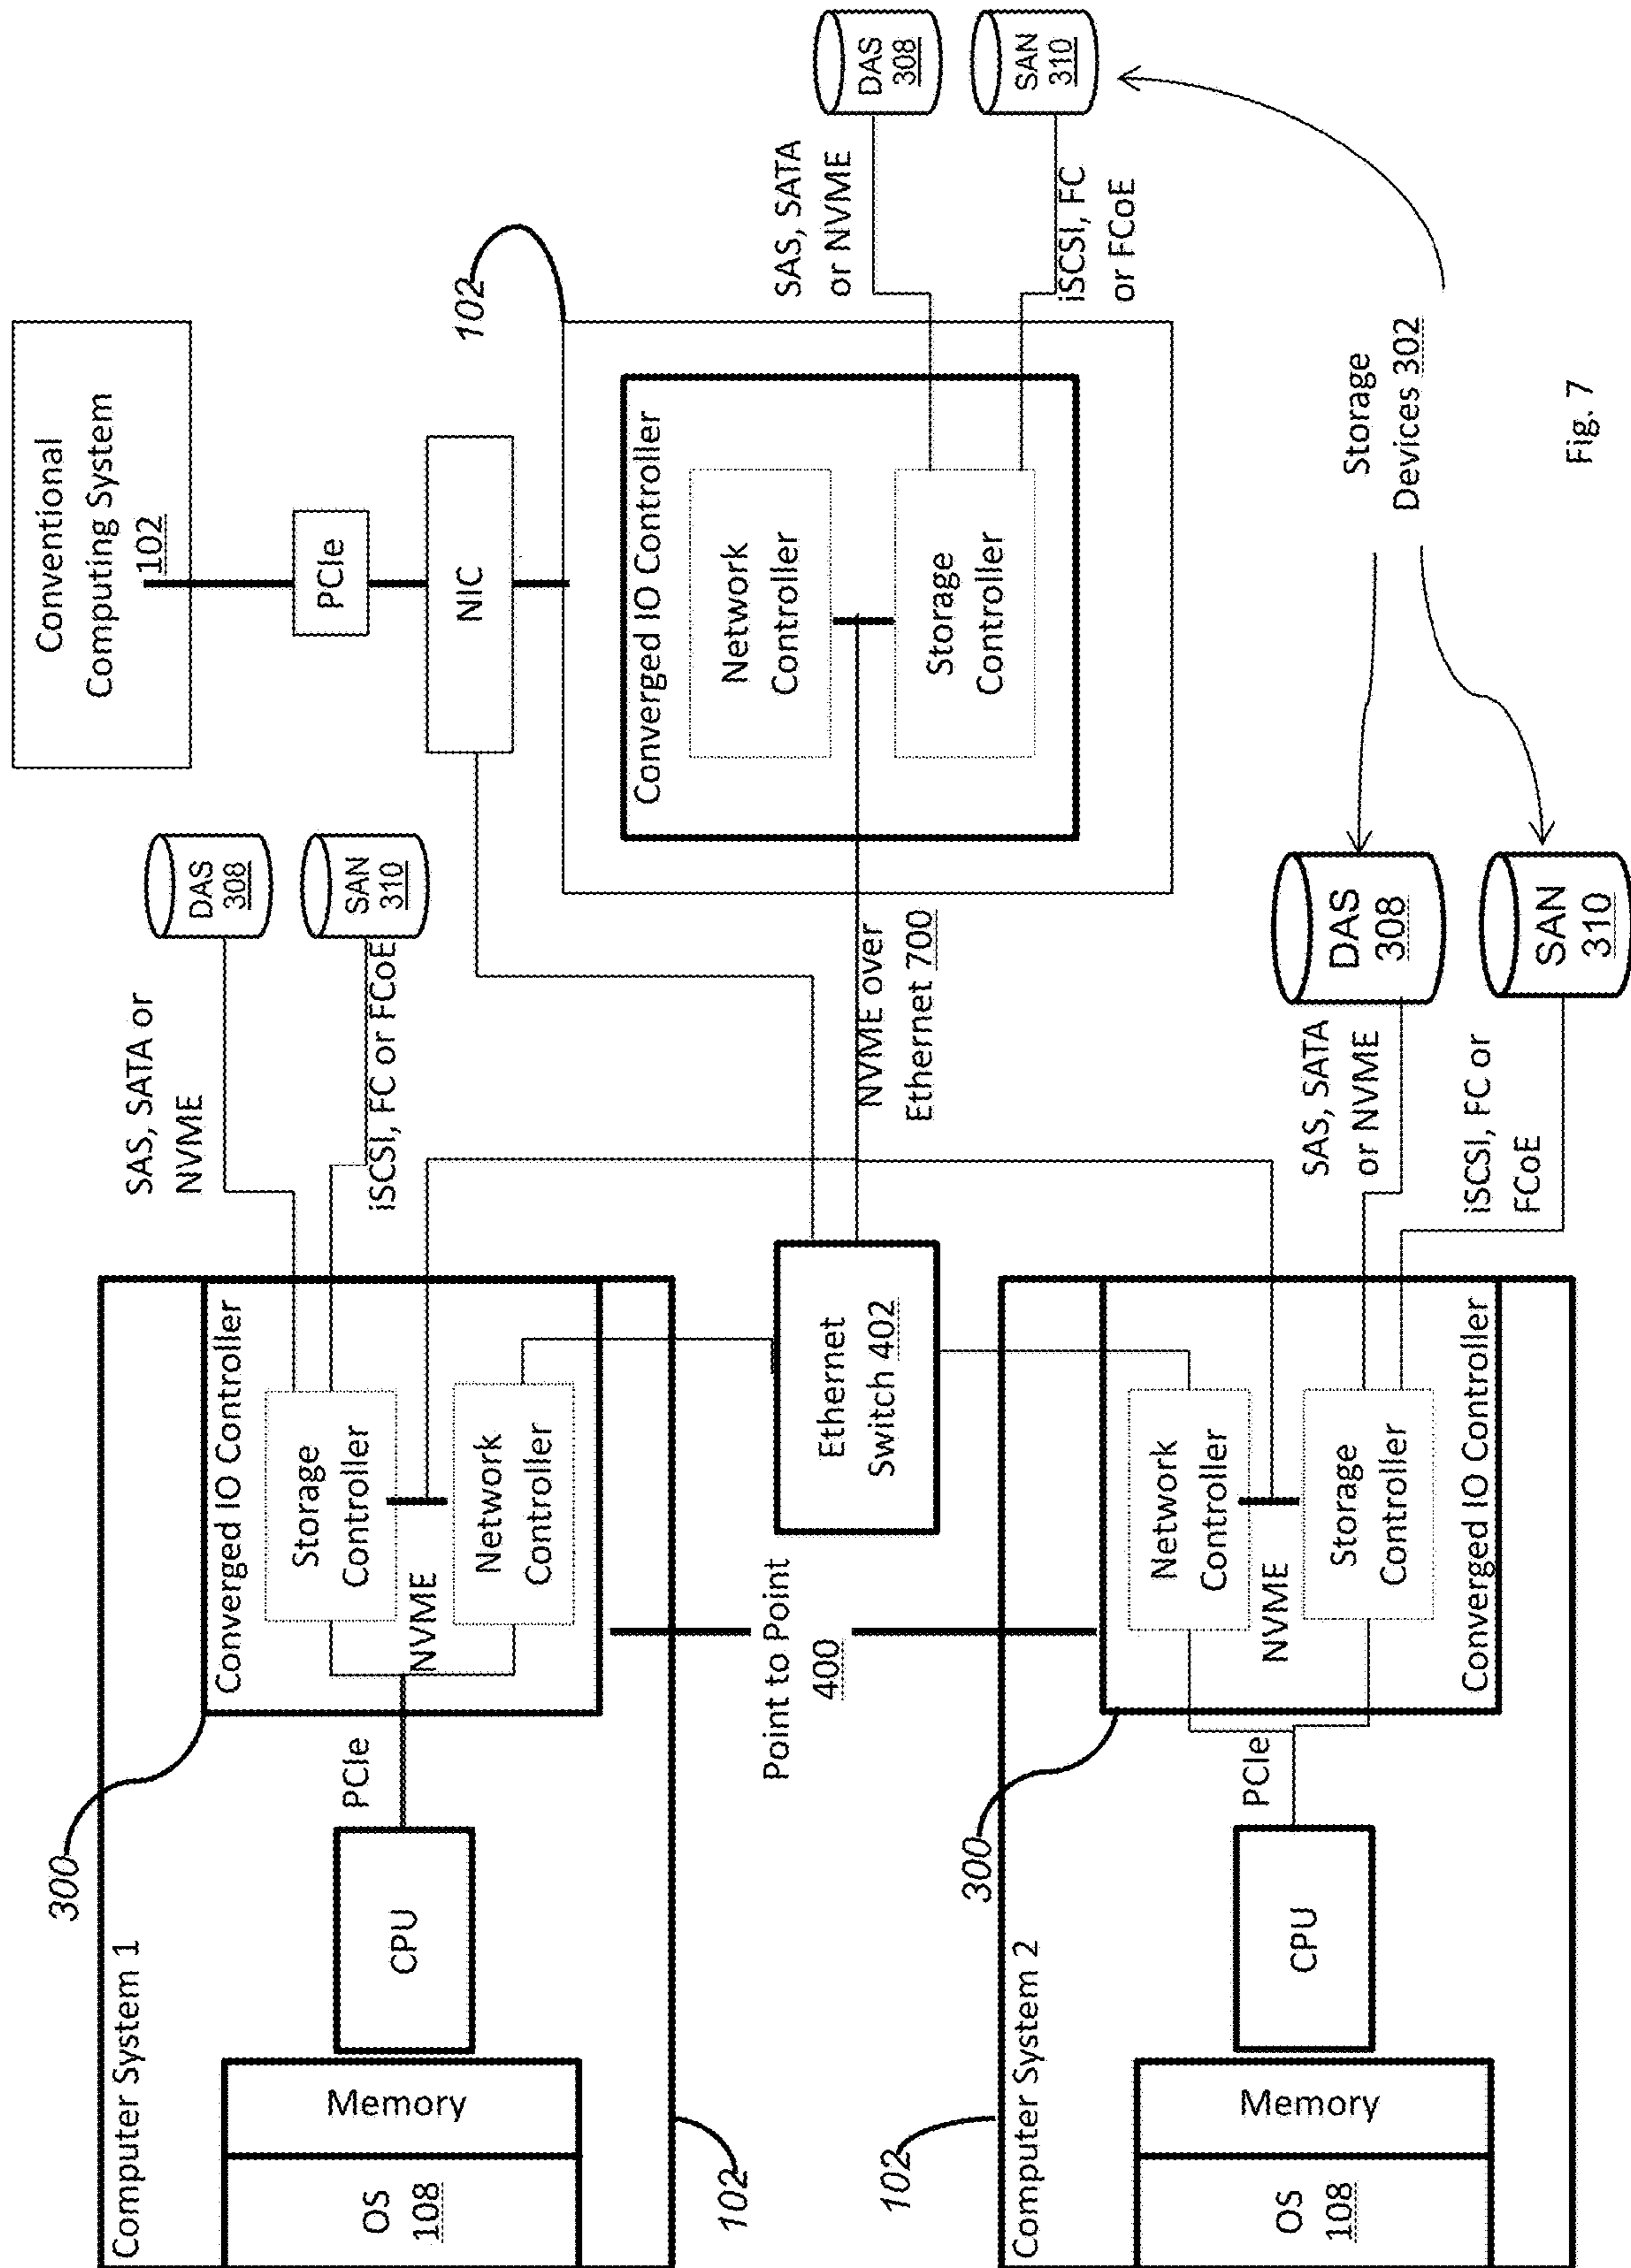 Computer System 1
OS
108
Memory
CPU
300
PCIe
Converged IO Controller
Storage
Controller
NVME
Network
Controller
102
SAS, SATA or
NVME
iSCSI, FC or FCoE
DAS
308
SAN
310
Conventional
Computing System
102
PCIe
NIC
102
Converged IO Controller
Network
Controller
Storage
Controller
SAS, SATA
or NVME
iSCSI, FC
or FCoE
DAS
308
SAN
310
Point to Point
400
Ethernet
Switch 402
NVME over
Ethernet 700
Computer System 2
102
OS
108
Memory
CPU
300
PCIe
Network
Controller
NVME
Storage
Controller
Converged IO Controller
SAS, SATA
or NVME
iSCSI, FC or
FCoE
DAS
308
SAN
310
Storage
Devices 302
Fig. 7